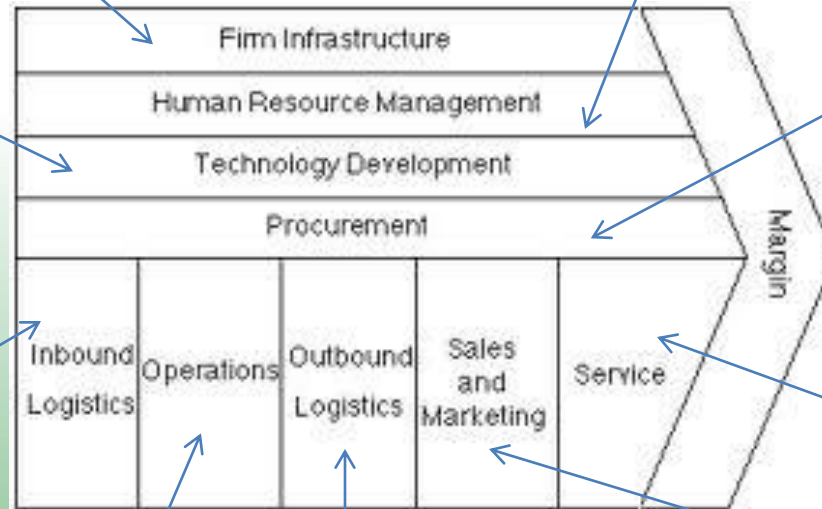 Firm Infrastructure
Human Resource Management
Technology Development
Procurement
Margin
Inbound
Logistics
Operations
Outbound
Logistics
Sales
and
Marketing
Service